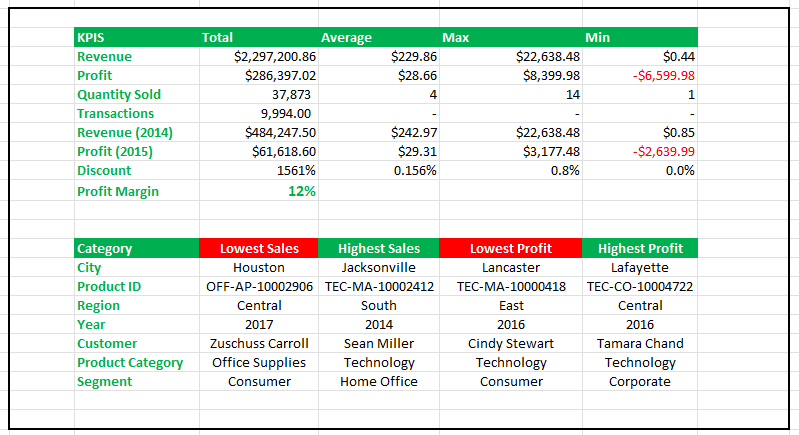 KPIS Total Average Max Min
Revenue $2,297,200.86 $229.86 $22,638.48 $0.44
Profit $286,397.02 $28.66 $8,399.98 -$6,599.98
Quantity Sold 37,873 4 14 1
Transactions 9,994.00 - - -
Revenue (2014) $484,247.50 $242.97 $22,638.48 $0.85
Profit (2015) $61,618.60 $29.31 $3,177.48 -$2,639.99
Discount 1561% 0.156% 0.8% 0.0%
Profit Margin 12%
Category Lowest Sales Highest Sales Lowest Profit Highest Profit
City Houston Jacksonville Lancaster Lafayette
Product ID OFF-AP-10002906 TEC-MA-10002412 TEC-MA-10000418 TEC-CO-10004722
Region Central South East Central
Year 2017 2014 2016 2016
Customer Zuschuss Carroll Sean Miller Cindy Stewart Tamara Chand
Product Category Office Supplies Technology Technology Technology
Segment Consumer Home Office Consumer Corporate